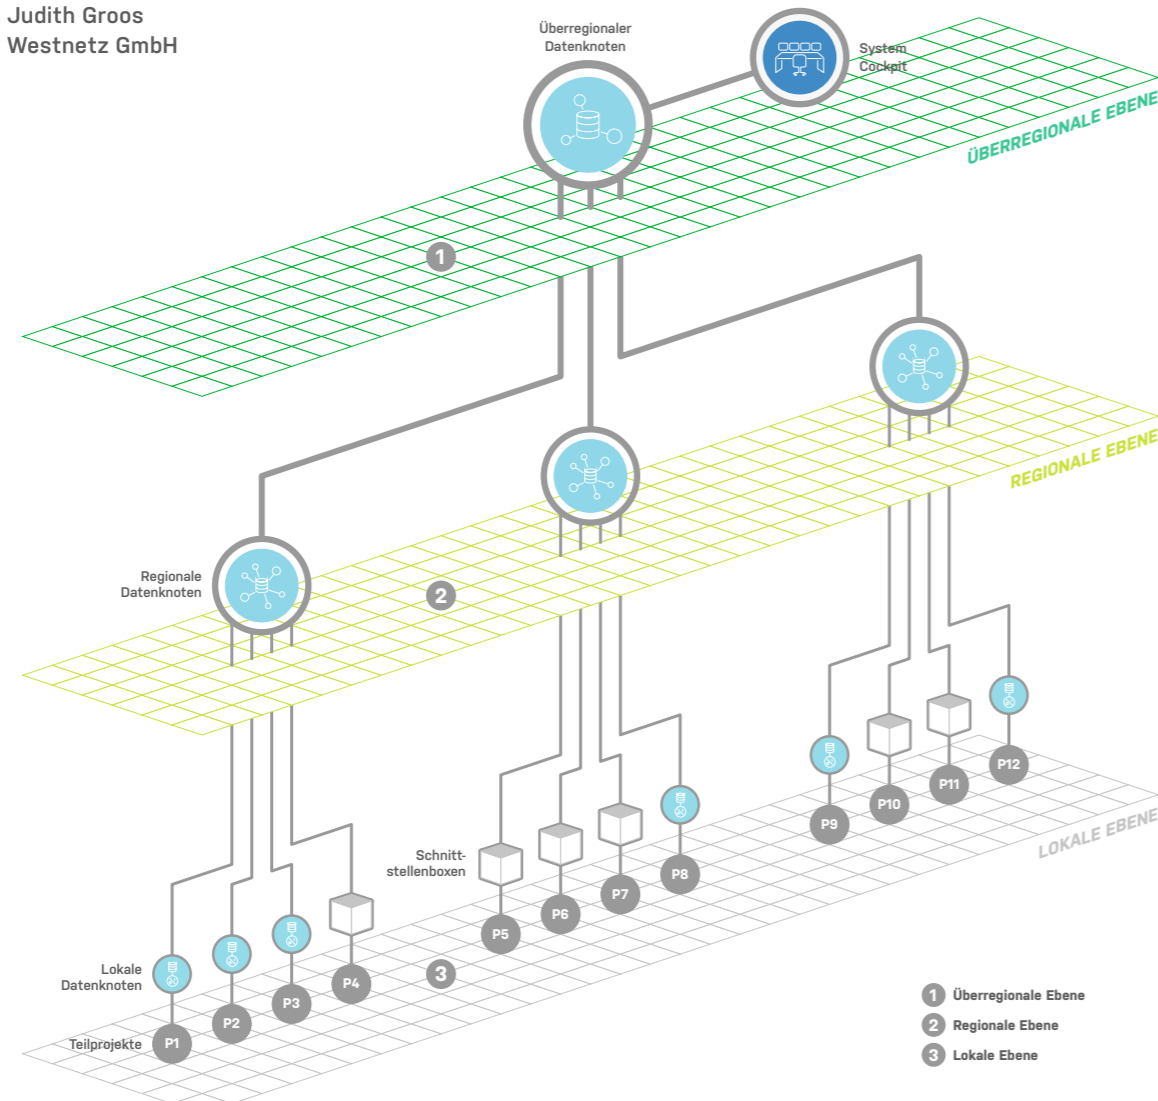 Judith Groos
Westnetz GmbH
Überregionaler
Datenknoten
System
Cockpit
ÜBERREGIONALE EBENE
1
REGIONALE EBENE
Regionale
Datenknoten
2
P12
P11
P10
P9
LOKALE EBENE
Schnitt-
stellenboxen
P8
P7
P6
P5
Lokale
Datenknoten
3
P4
P3
P2
Teilprojekte
P1
1 Überregionale Ebene
2 Regionale Ebene
3 Lokale Ebene